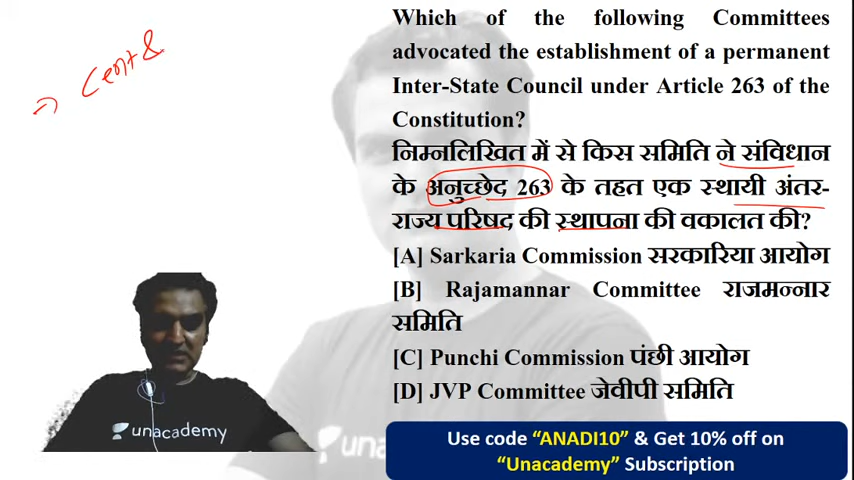 → Cent &
Which of the following Committees
advocated the establishment of a permanent
Inter-State Council under Article 263 of the
Constitution?
निम्नलिखित में से किस समिति ने संविधान
के अनुच्छेद 263 के तहत एक स्थायी अंतर-
राज्य परिषद की स्थापना की वकालत की?
[A] Sarkaria Commission सरकारिया आयोग
[B] Rajamannar Committee राजमन्नार
समिति
[C] Punchi Commission पंछी आयोग
[D] JVP Committee जेवीपी समिति
unacademy
una
Use code “ANADI10” & Get 10% off on
“Unacademy” Subscription